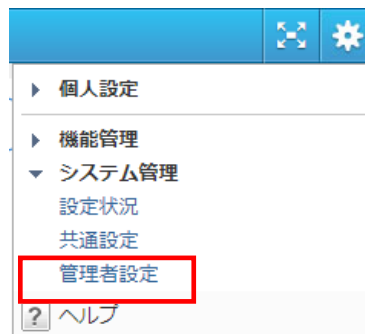 個人設定
機能管理
システム管理
設定状況
共通設定
管理者設定
? ヘルプ